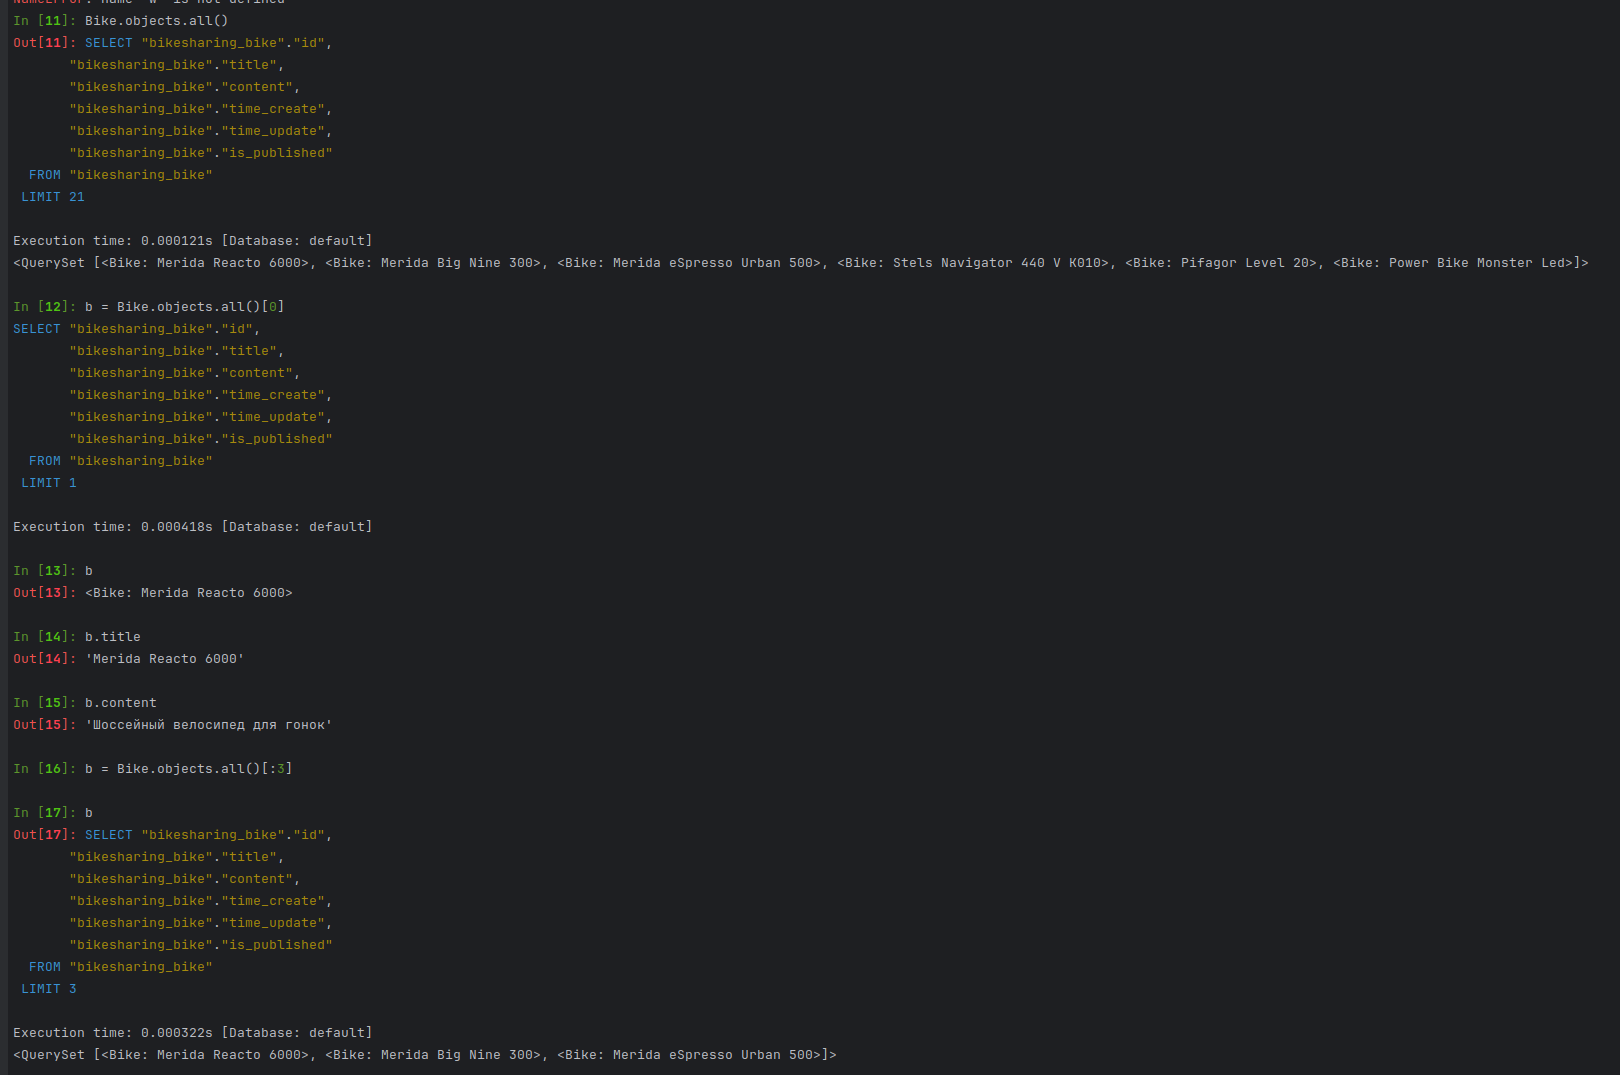 NameError: name 'w' is not defined
In [11]: Bike.objects.all()
Out[11]: SELECT "bikesharing_bike"."id",
       "bikesharing_bike"."title",
       "bikesharing_bike"."content",
       "bikesharing_bike"."time_create",
       "bikesharing_bike"."time_update",
       "bikesharing_bike"."is_published"
  FROM "bikesharing_bike"
 LIMIT 21
Execution time: 0.000121s [Database: default]
<QuerySet [<Bike: Merida Reacto 6000>, <Bike: Merida Big Nine 300>, <Bike: Merida eSpresso Urban 500>, <Bike: Stels Navigator 440 V K010>, <Bike: Pifagor Level 20>, <Bike: Power Bike Monster Led>]>
In [12]: b = Bike.objects.all()[0]
SELECT "bikesharing_bike"."id",
       "bikesharing_bike"."title",
       "bikesharing_bike"."content",
       "bikesharing_bike"."time_create",
       "bikesharing_bike"."time_update",
       "bikesharing_bike"."is_published"
  FROM "bikesharing_bike"
 LIMIT 1
Execution time: 0.000418s [Database: default]
In [13]: b
Out[13]: <Bike: Merida Reacto 6000>
In [14]: b.title
Out[14]: 'Merida Reacto 6000'
In [15]: b.content
Out[15]: 'Шоссейный велосипед для гонок'
In [16]: b = Bike.objects.all()[:3]
In [17]: b
Out[17]: SELECT "bikesharing_bike"."id",
       "bikesharing_bike"."title",
       "bikesharing_bike"."content",
       "bikesharing_bike"."time_create",
       "bikesharing_bike"."time_update",
       "bikesharing_bike"."is_published"
  FROM "bikesharing_bike"
 LIMIT 3
Execution time: 0.000322s [Database: default]
<QuerySet [<Bike: Merida Reacto 6000>, <Bike: Merida Big Nine 300>, <Bike: Merida eSpresso Urban 500>]>